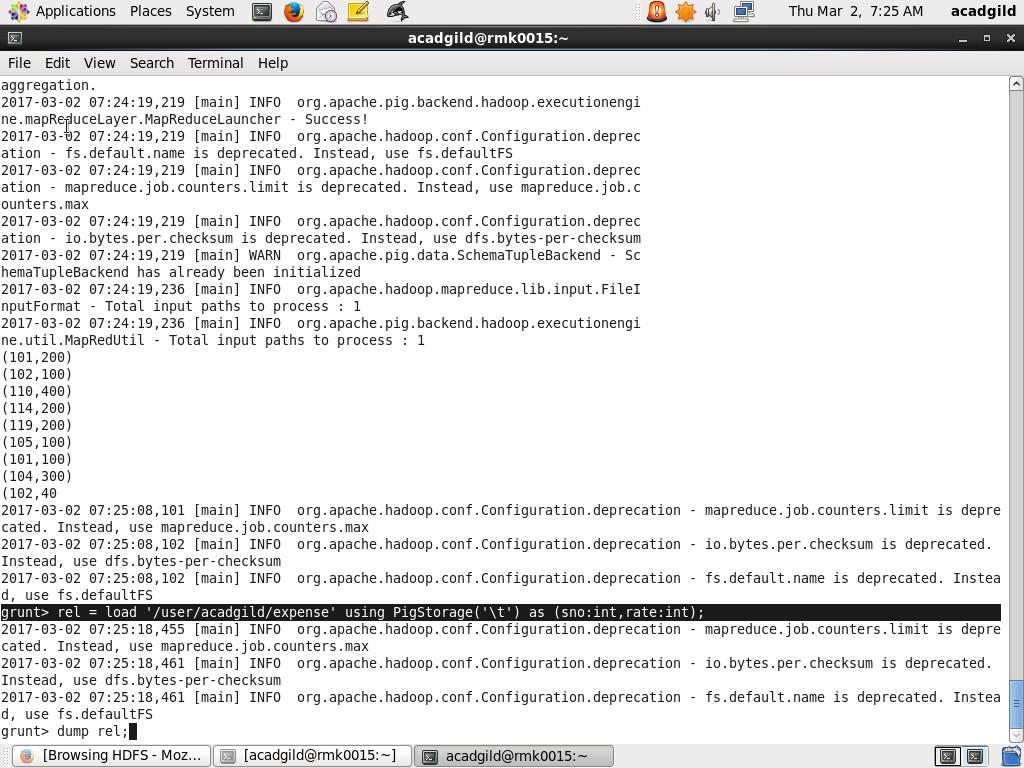 Applications Places System Thu Mar 2, 7:25 AM acadgild
acadgild@rmk0015:~
File Edit View Search Terminal Help
aggregation.
2017-03-02 07:24:19,219 [main] INFO  org.apache.pig.backend.hadoop.executionengi
ne.mapReduceLayer.MapReduceLauncher - Success!
2017-03-02 07:24:19,219 [main] INFO  org.apache.hadoop.conf.Configuration.deprec
ation - fs.default.name is deprecated. Instead, use fs.defaultFS
2017-03-02 07:24:19,219 [main] INFO  org.apache.hadoop.conf.Configuration.deprec
ation - mapreduce.job.counters.limit is deprecated. Instead, use mapreduce.job.c
ounters.max
2017-03-02 07:24:19,219 [main] INFO  org.apache.hadoop.conf.Configuration.deprec
ation - io.bytes.per.checksum is deprecated. Instead, use dfs.bytes-per-checksum
2017-03-02 07:24:19,219 [main] WARN  org.apache.pig.data.SchemaTupleBackend - Sc
hemaTupleBackend has already been initialized
2017-03-02 07:24:19,236 [main] INFO  org.apache.hadoop.mapreduce.lib.input.FileI
nputFormat - Total input paths to process : 1
2017-03-02 07:24:19,236 [main] INFO  org.apache.pig.backend.hadoop.executionengi
ne.util.MapRedUtil - Total input paths to process : 1
(101,200)
(102,100)
(110,400)
(114,200)
(119,200)
(105,100)
(101,100)
(104,300)
(102,40
2017-03-02 07:25:08,101 [main] INFO  org.apache.hadoop.conf.Configuration.deprecation - mapreduce.job.counters.limit is depre
cated. Instead, use mapreduce.job.counters.max
2017-03-02 07:25:08,102 [main] INFO  org.apache.hadoop.conf.Configuration.deprecation - io.bytes.per.checksum is deprecated.
Instead, use dfs.bytes-per-checksum
2017-03-02 07:25:08,102 [main] INFO  org.apache.hadoop.conf.Configuration.deprecation - fs.default.name is deprecated. Instea
d, use fs.defaultFS
grunt> rel = load '/user/acadgild/expense' using PigStorage('\t') as (sno:int,rate:int);
2017-03-02 07:25:18,455 [main] INFO  org.apache.hadoop.conf.Configuration.deprecation - mapreduce.job.counters.limit is depre
cated. Instead, use mapreduce.job.counters.max
2017-03-02 07:25:18,461 [main] INFO  org.apache.hadoop.conf.Configuration.deprecation - io.bytes.per.checksum is deprecated.
Instead, use dfs.bytes-per-checksum
2017-03-02 07:25:18,461 [main] INFO  org.apache.hadoop.conf.Configuration.deprecation - fs.default.name is deprecated. Instea
d, use fs.defaultFS
grunt> dump rel;
[Browsing HDFS - Moz... [acadgild@rmk0015:~] acadgild@rmk0015:~